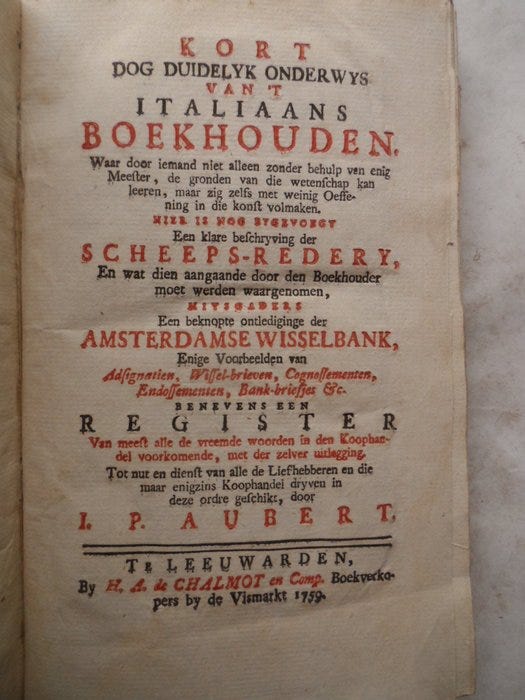 KORT
DOG DUIDELYK ONDERWYS
VAN'T
ITALIAANS
BOEKHOUDEN.
Waar door iemand niet alleen zonder behulp van enig
Meeſter, de gronden van die wetenſchap kan
leeren, maar zig zelfs met weinig Oeffe-
ning in die konſt volmaken.
HIER IS NOG BYGEVOEGT
Een klare beſchryving der
SCHEEPS-REDERY,
En wat dien aangaande door den Boekhouder
moet werden waargenomen,
MITSGADERS
Een beknopte ontlediginge der
AMSTERDAMSE WISSELBANK,
Enige Voorbeelden van
Adſignatien, Wiſſel-brieven, Cognoſſementen,
Endoſſementen, Bank-briefjes &c.
BENEVENS EEN
REGISTER
Van meeſt alle de vreemde woorden in den Koophan-
del voorkomende, met der zelver uitlegging.
Tot nut en dienſt van alle de Liefhebberen en die
maar enigzins Koophandel dryven in
deze ordre geſchikt, door
I. P. AUBERT.
TE LEEUWARDEN,
By H. A. de CHALMOT en Comp. Boekverko-
pers by de Vismarkt 1759.